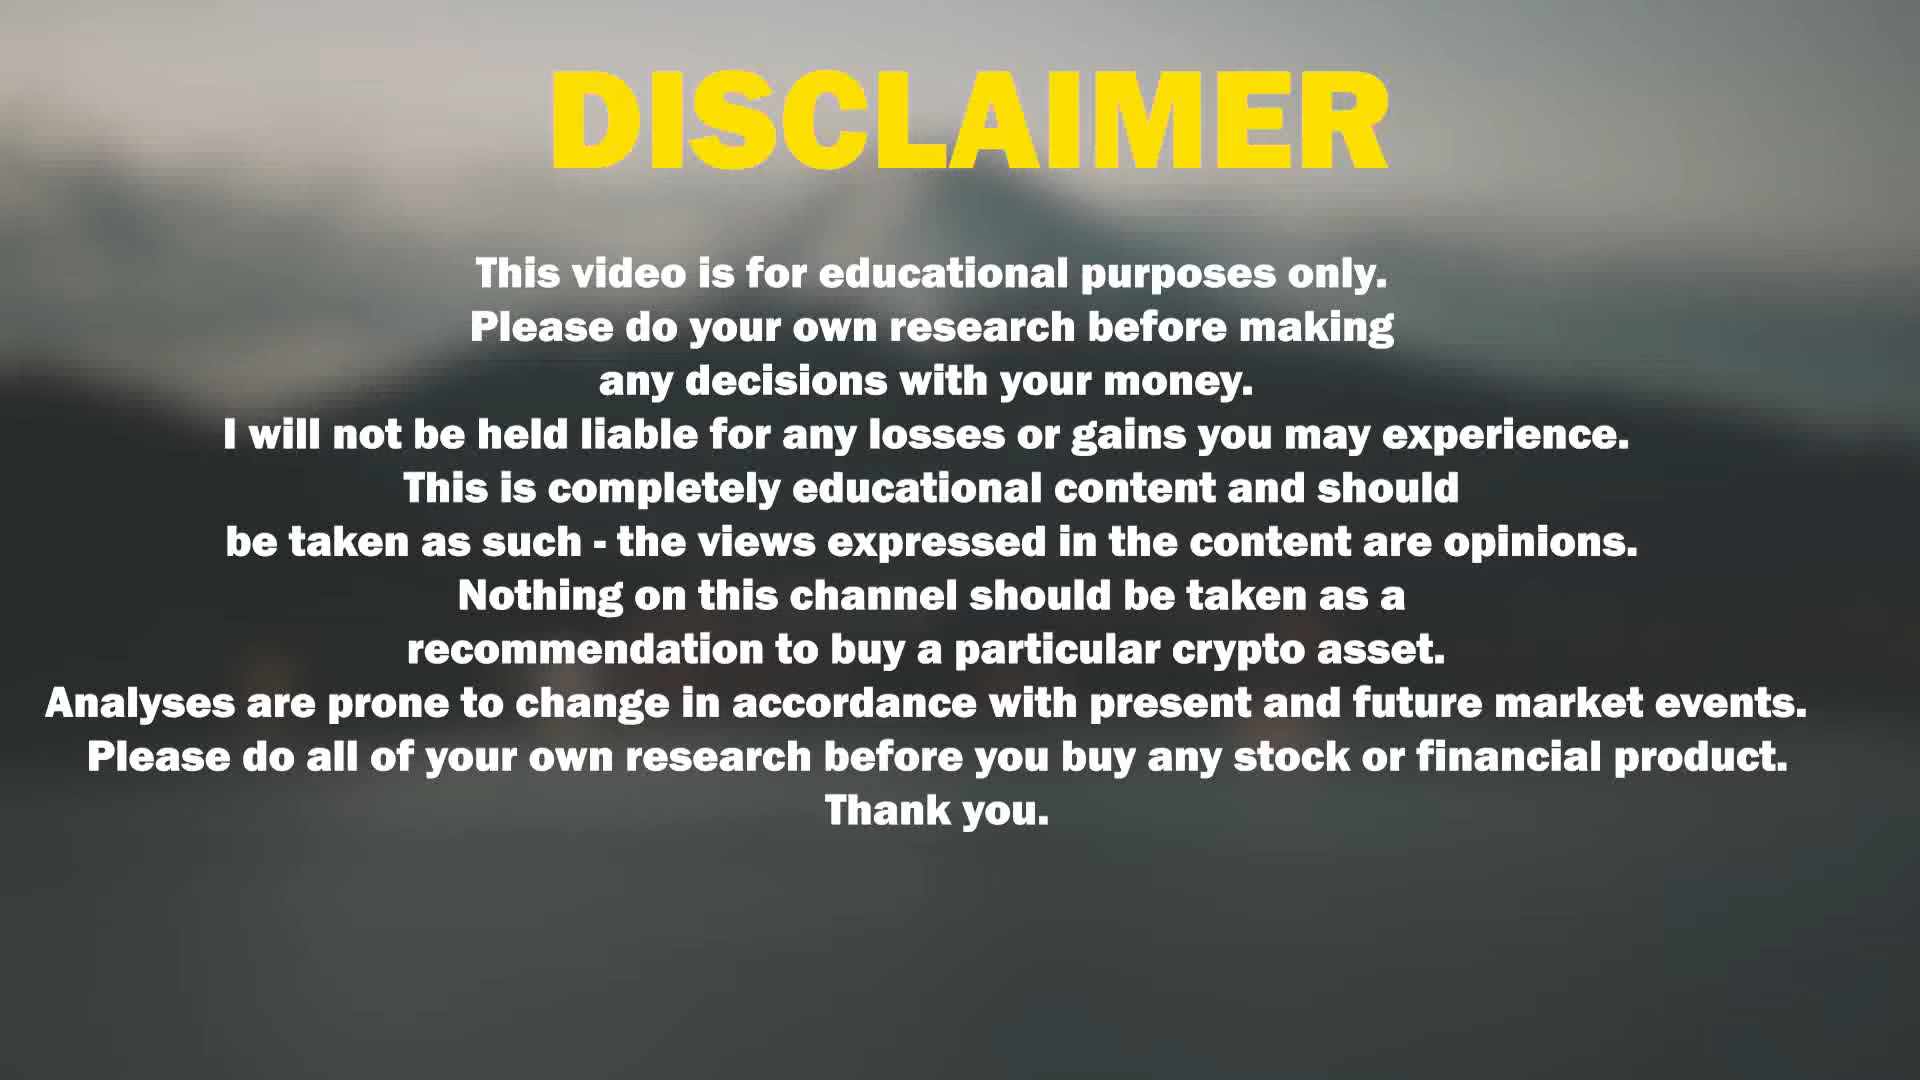 DISCLAIMER
This video is for educational purposes only.
Please do your own research before making
any decisions with your money.
I will not be held liable for any losses or gains you may experience.
This is completely educational content and should
be taken as such - the views expressed in the content are opinions.
Nothing on this channel should be taken as a
recommendation to buy a particular crypto asset.
Analyses are prone to change in accordance with present and future market events.
Please do all of your own research before you buy any stock or financial product.
Thank you.